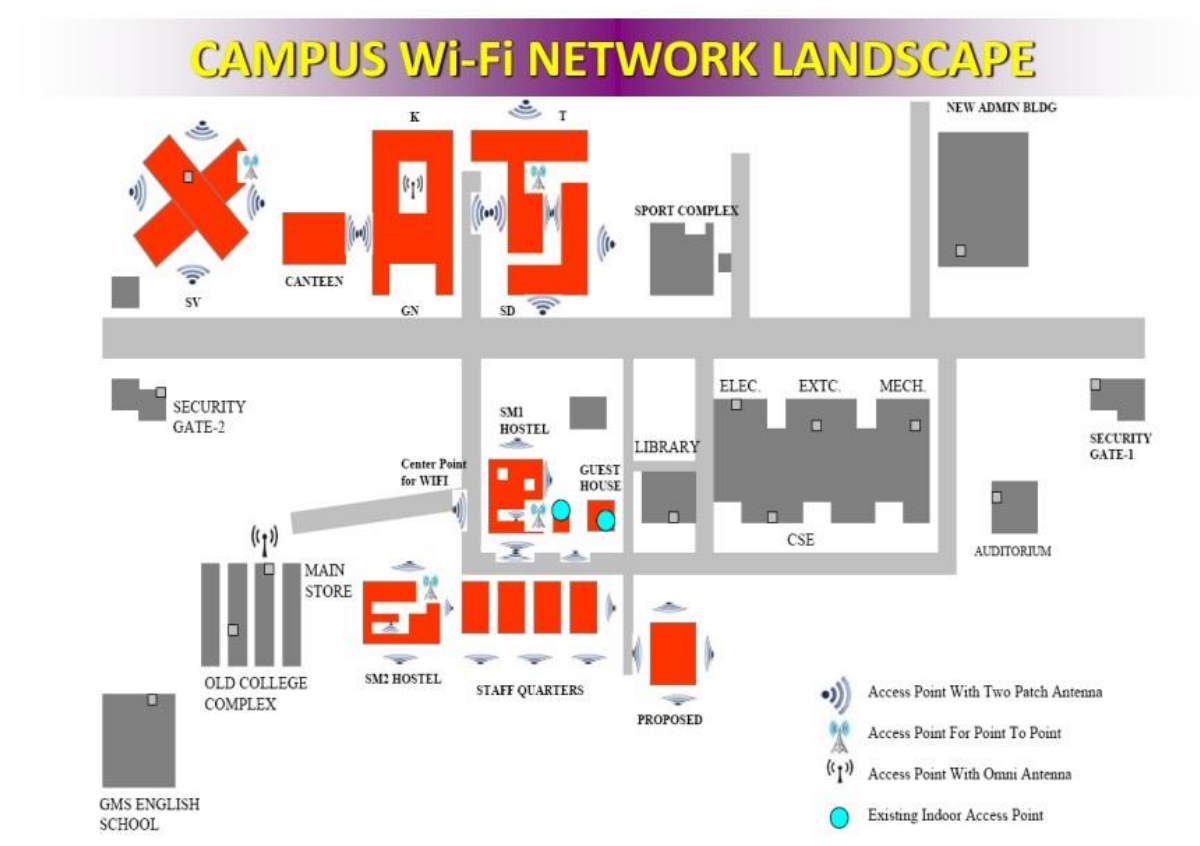 CAMPUS Wi-Fi NETWORK LANDSCAPE
NEW ADMIN BLDG
K
T
SPORT COMPLEX
CANTEEN
SV
GN
SD
ELEC.
EXTC.
MECH.
SECURITY
GATE-2
SM1
HOSTEL
SECURITY
GATE-1
LIBRARY
Center Point
for WIFI
GUEST
HOUSE
CSE
AUDITORIUM
MAIN
STORE
OLD COLLEGE
COMPLEX
SM2 HOSTEL
STAFF QUARTERS
PROPOSED
GMS ENGLISH
SCHOOL
Access Point With Two Patch Antenna
Access Point For Point To Point
Access Point With Omni Antenna
Existing Indoor Access Point